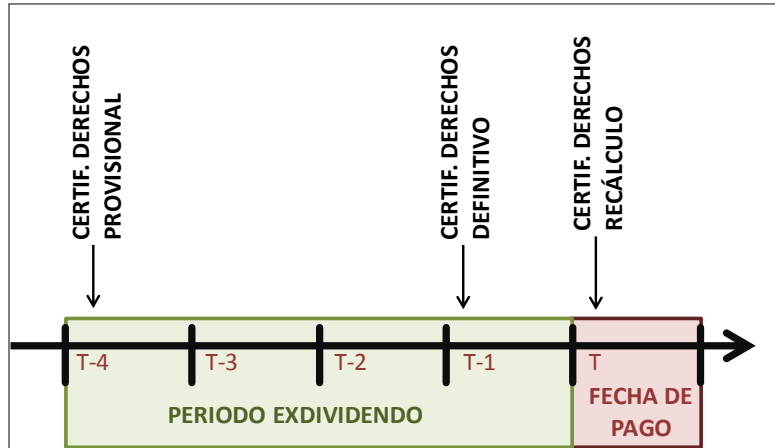 CERTIF. DERECHOS
PROVISIONAL
CERTIF. DERECHOS
DEFINITIVO
CERTIF. DERECHOS
RECÁLCULO
T-4
T-3
T-2
T-1
T
PERIODO EXDIVIDENDO
FECHA DE
PAGO